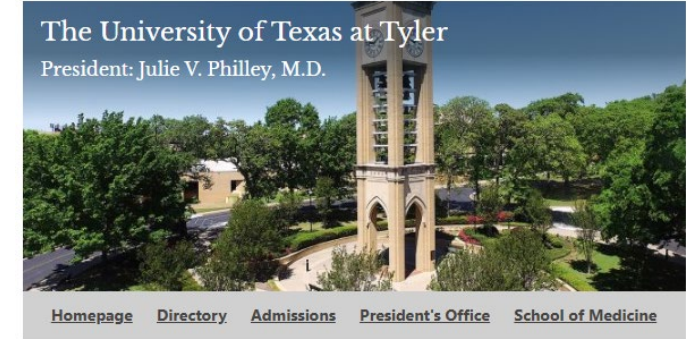 The University of Texas at Tyler
President: Julie V. Philley, M.D.
Homepage Directory Admissions President's Office School of Medicine